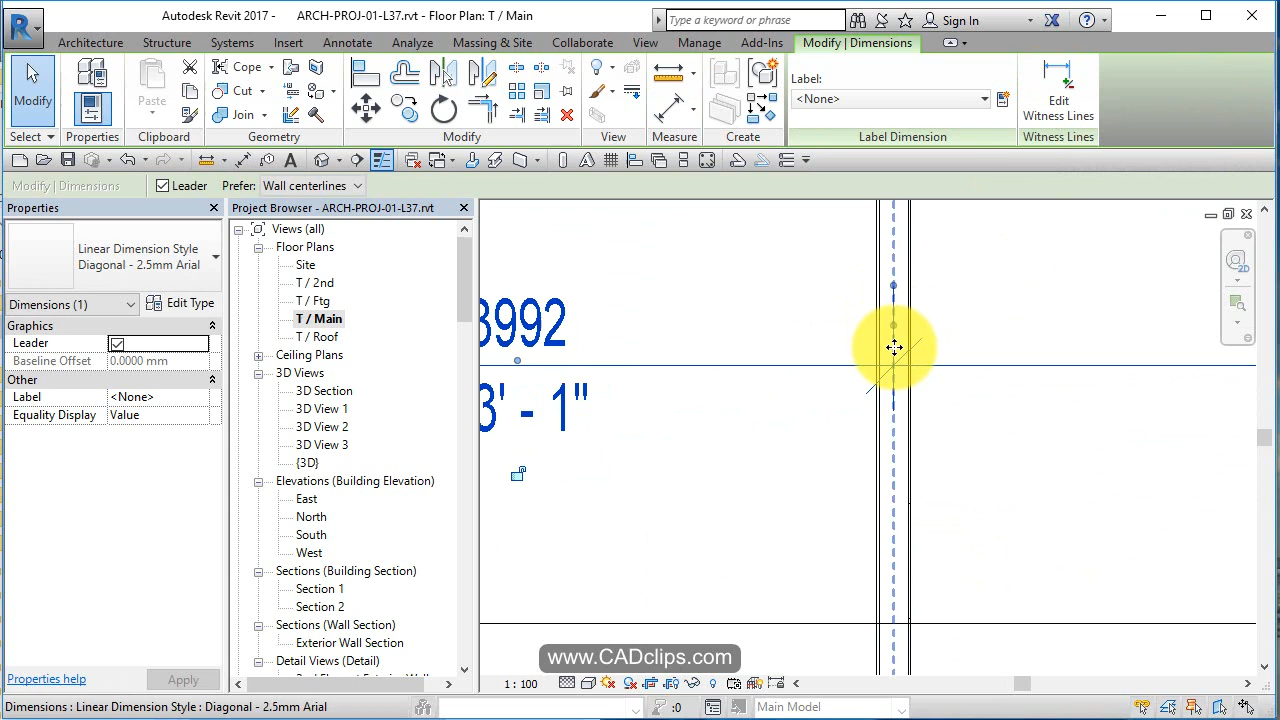 Autodesk Revit 2017 - ARCH-PROJ-01-L37.rvt - Floor Plan: T / Main
Type a keyword or phrase
Sign In
Architecture Structure Systems Insert Annotate Analyze Massing & Site Collaborate View Manage Add-Ins Modify | Dimensions
Modify
Select
Properties
Paste
Clipboard
Cope
Cut
Join
Geometry
Modify
View
Measure
Create
Label:
<None>
Label Dimension
Edit
Witness Lines
Witness Lines
Modify | Dimensions
Leader
Prefer: Wall centerlines
Properties
Linear Dimension Style
Diagonal - 2.5mm Arial
Dimensions (1)
Edit Type
Graphics
Leader
Baseline Offset 0.0000 mm
Other
Label <None>
Equality Display Value
Properties help
Apply
Project Browser - ARCH-PROJ-01-L37.rvt
Views (all)
Floor Plans
Site
T / 2nd
T / Ftg
T / Main
T / Roof
Ceiling Plans
3D Views
3D Section
3D View 1
3D View 2
3D View 3
{3D}
Elevations (Building Elevation)
East
North
South
West
Sections (Building Section)
Section 1
Section 2
Sections (Wall Section)
Exterior Wall Section
Detail Views (Detail)
3992
3' - 1"
2D
www.CADclips.com
1 : 100
Dimensions : Linear Dimension Style : Diagonal - 2.5mm Arial
:0
Main Model